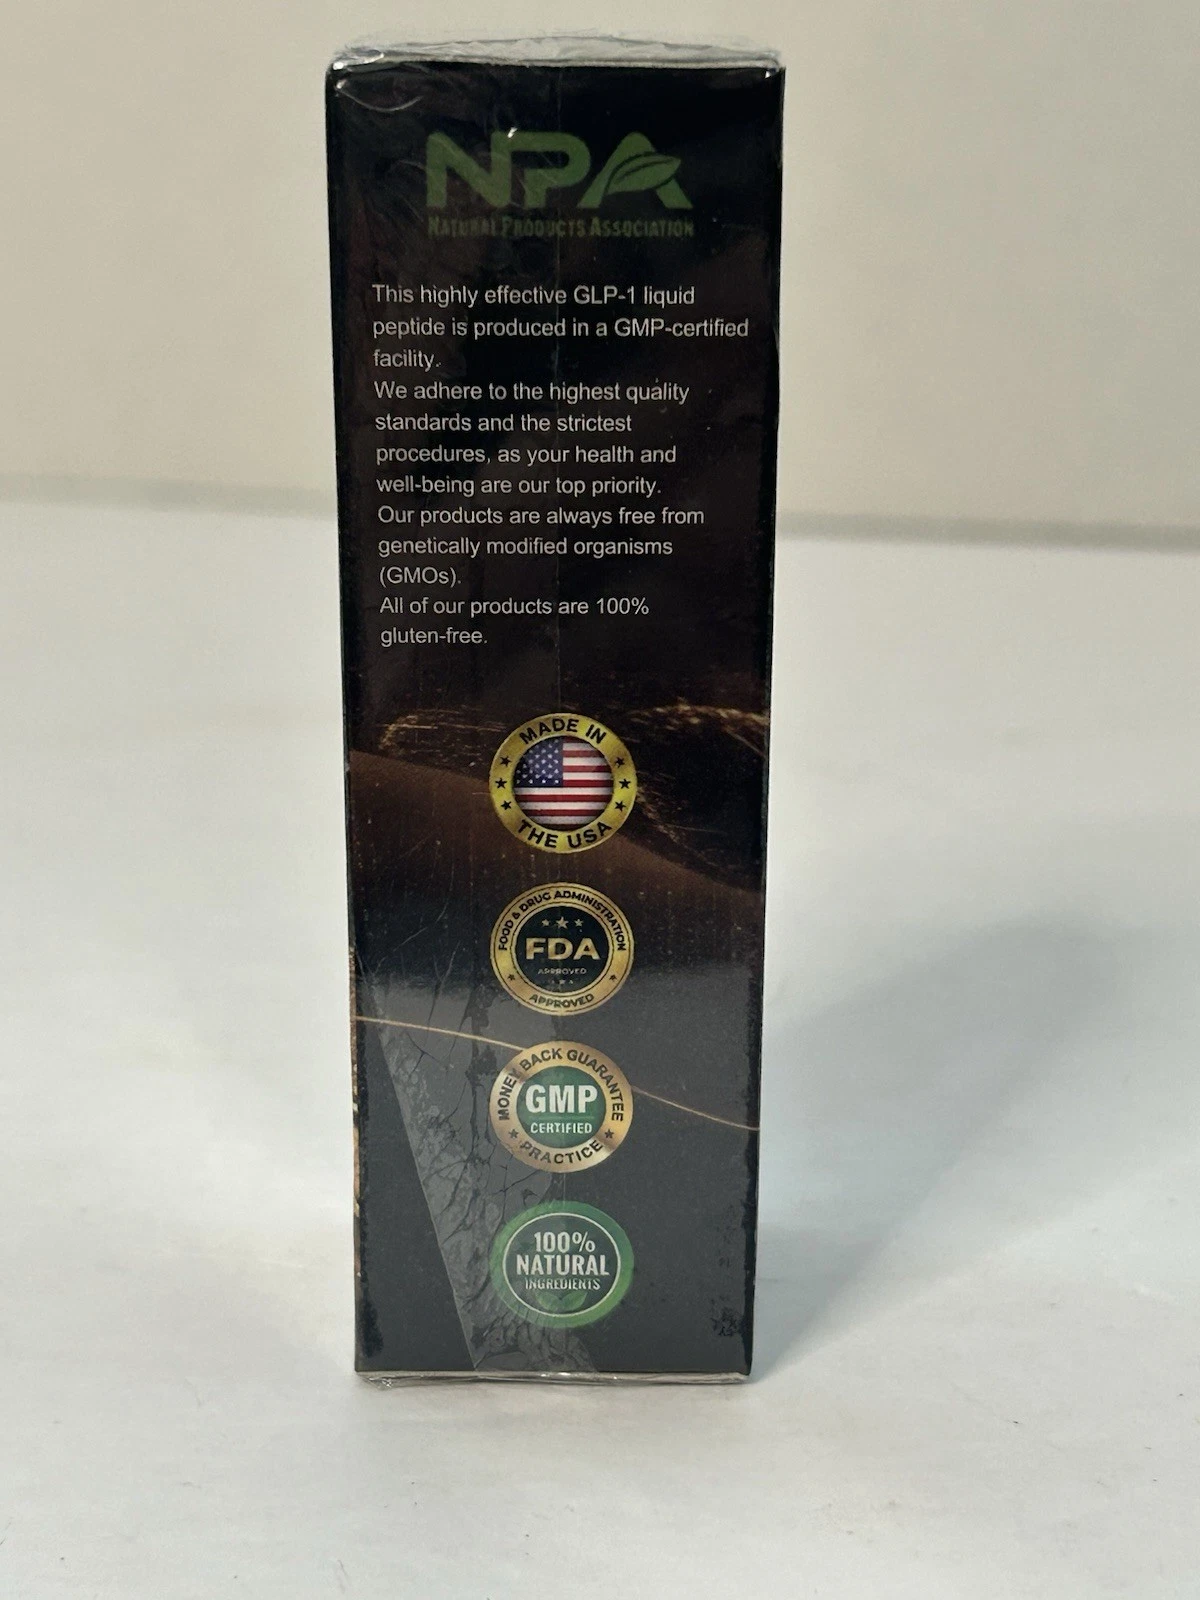 NPA
NATURAL PRODUCTS ASSOCIATION
This highly effective GLP-1 liquid
peptide is produced in a GMP-certified
facility.
We adhere to the highest quality
standards and the strictest
procedures, as your health and
well-being are our top priority.
Our products are always free from
genetically modified organisms
(GMOs).
All of our products are 100%
gluten-free.
MADE IN
THE USA
FOOD & DRUG ADMINISTRATION
FDA
APPROVED
APPROVED
MONEY BACK GUARANTEE
GMP
CERTIFIED
PRACTICE
100%
NATURAL
INGREDIENTS